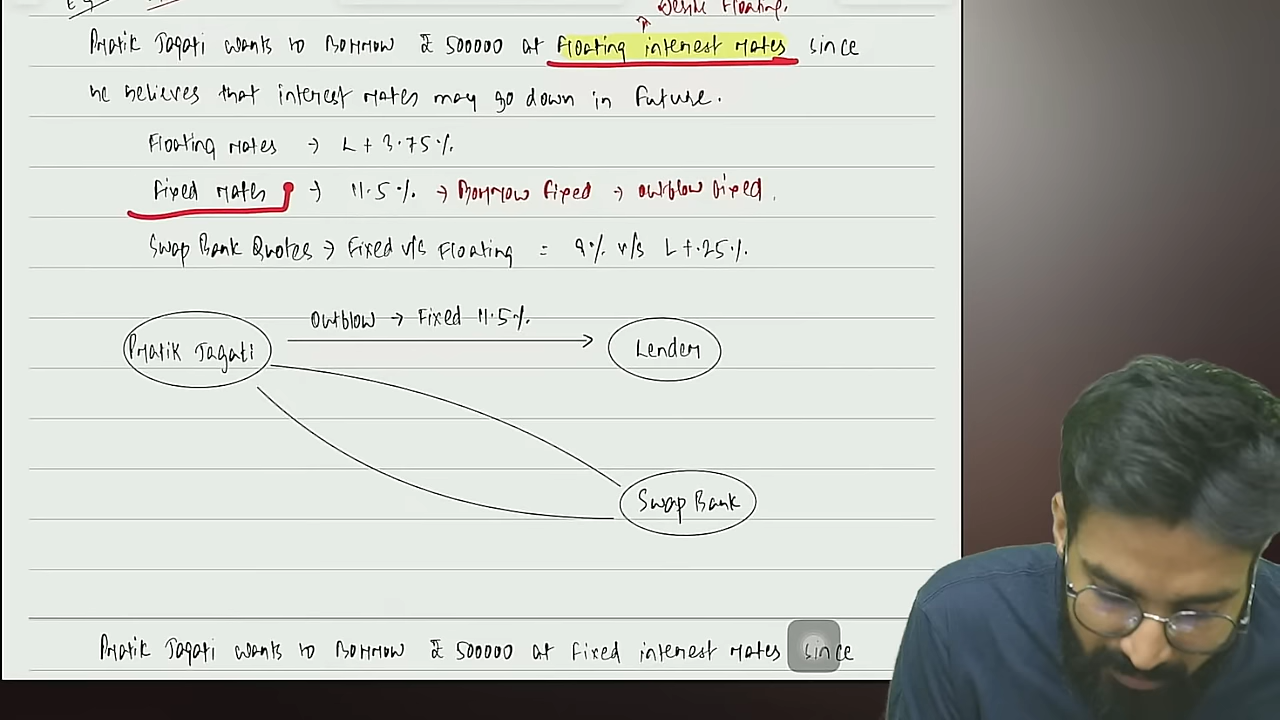 Desire Floating.
Pratik Jagati wants to Borrow ₹ 500000 at Floating interest rates since
he believes that interest rates may go down in future.
Floating rates → L + 3.75%.
Fixed rates → 11.5% → Borrow fixed → outflow fixed.
Swap Bank Quotes → Fixed v/s Floating = 9% v/s L+.25%.
Outflow → Fixed 11.5%.
Pratik Jagati
Lender
Swap Bank
Pratik Jagati wants to Borrow ₹ 500000 at fixed interest rates since